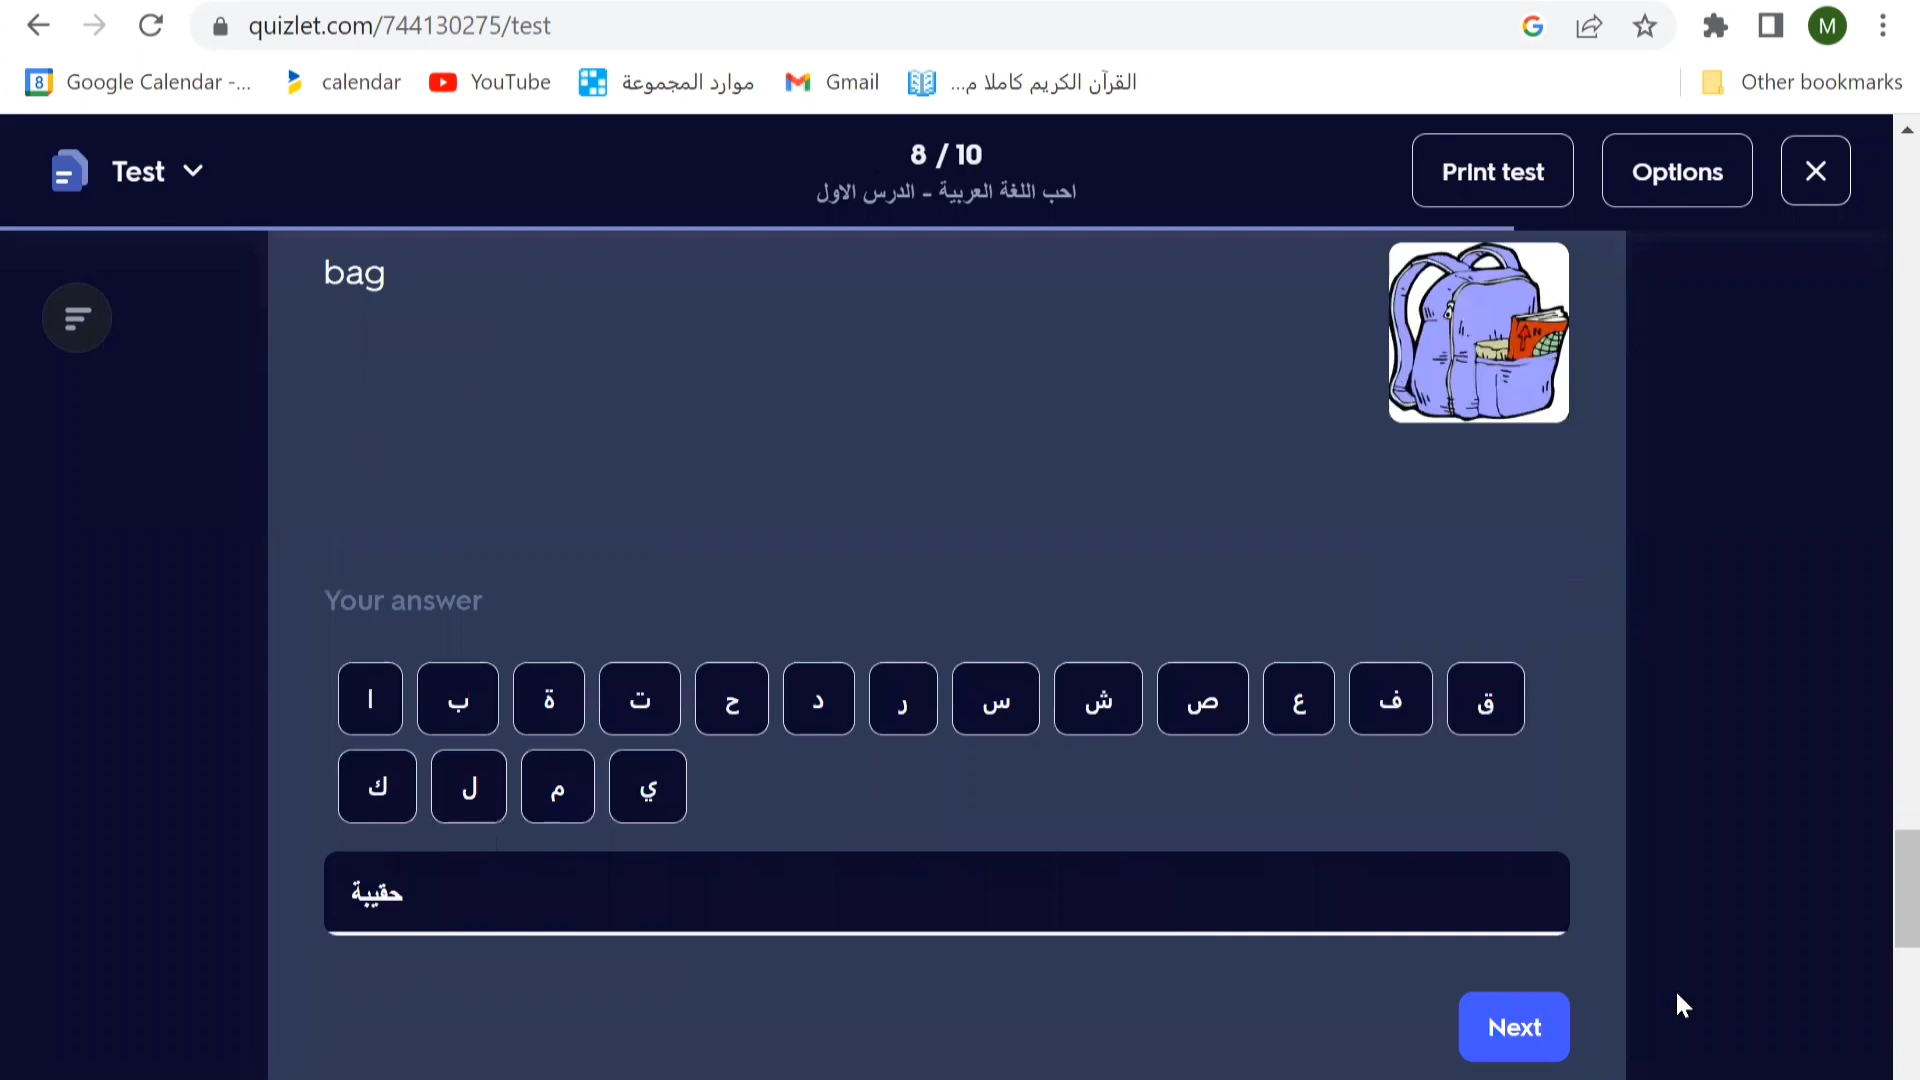 quizlet.com/744130275/test
M
8 Google Calendar -... calendar YouTube موارد المجموعة Gmail القرآن الكريم كاملا م... Other bookmarks
Test
8 / 10
احب اللغة العربية - الدرس الاول
Print test
Options
bag
Your answer
ا ب ة ت ح د ر س ش ص ع ف ق
ك ل م ي
حقيبة
Next